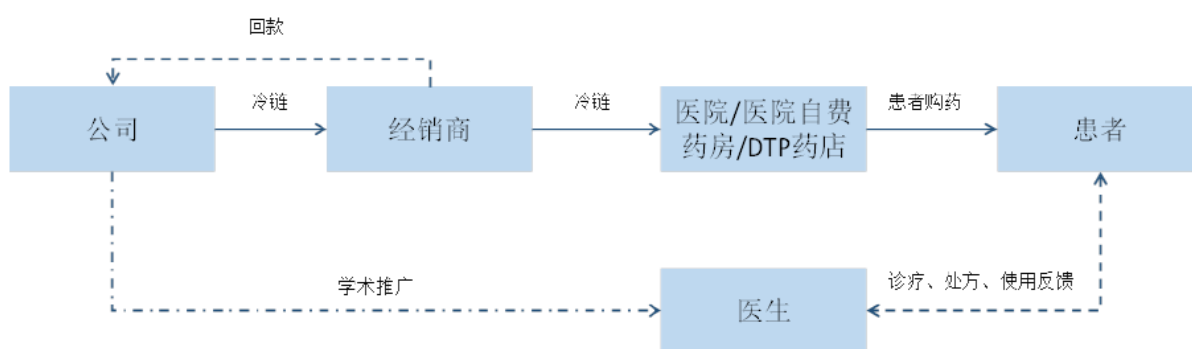 回款
冷链
冷链
患者购药
公司
经销商
医院/医院自费
药房/DTP药店
患者
学术推广
诊疗、处方、使用反馈
医生